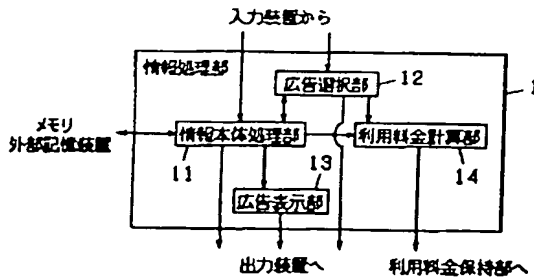 入力装置から
情報処理部
広告選択部
12
1
メモリ
外部記憶装置
情報本体処理部
利用料金計算部
11
13
14
広告表示部
出力装置へ
利用料金保持部へ